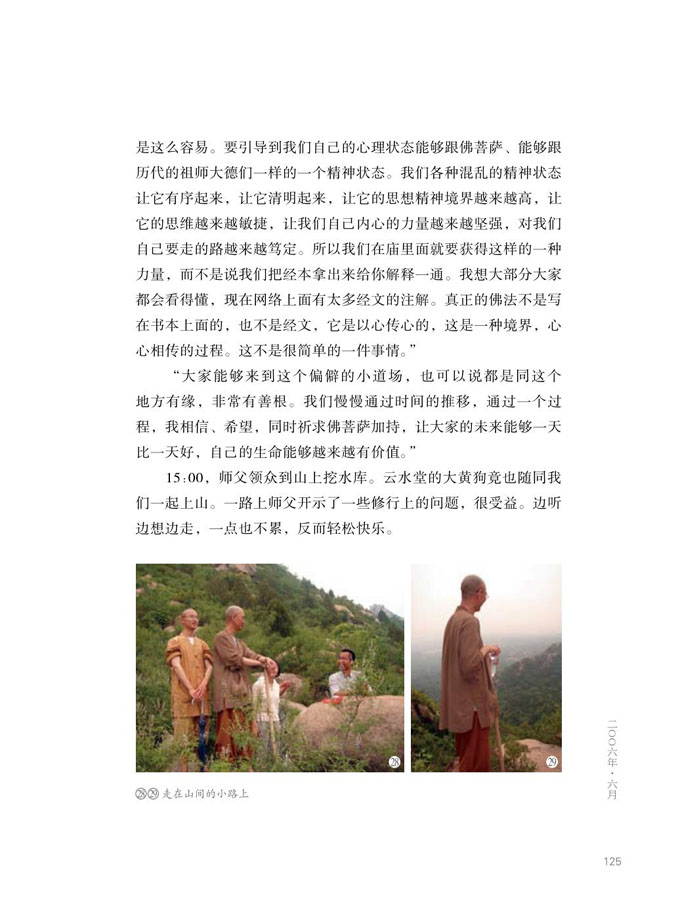 是这么容易。要引导到我们自己的心理状态能够跟佛菩萨、能够跟
历代的祖师大德们一样的一个精神状态。我们各种混乱的精神状态
让它有序起来，让它清明起来，让它的思想精神境界越来越高，让
它的思维越来越敏捷，让我们自己内心的力量越来越坚强，对我们
自己要走的路越来越笃定。所以我们在庙里面就要获得这样的一种
力量，而不是说我们把经本拿出来给你解释一通。我想大部分大家
都会看得懂，现在网络上面有太多经文的注解。真正的佛法不是写
在书本上面的，也不是经文，它是以心传心的，这是一种境界，心
心相传的过程。这不是很简单的一件事情。”
“大家能够来到这个偏僻的小道场，也可以说都是同这个
地方有缘，非常有善根。我们慢慢通过时间的推移，通过一个过
程，我相信、希望，同时祈求佛菩萨加持，让大家的未来能够一天
比一天好，自己的生命能够越来越有价值。”
15:00，师父领众到山上挖水库。云水堂的大黄狗竟也随同我
们一起上山。一路上师父开示了一些修行上的问题，很受益。边听
边想边走，一点也不累，反而轻松快乐。
㉘
㉙
㉘㉙走在山间的小路上
二〇〇六年·六月
125